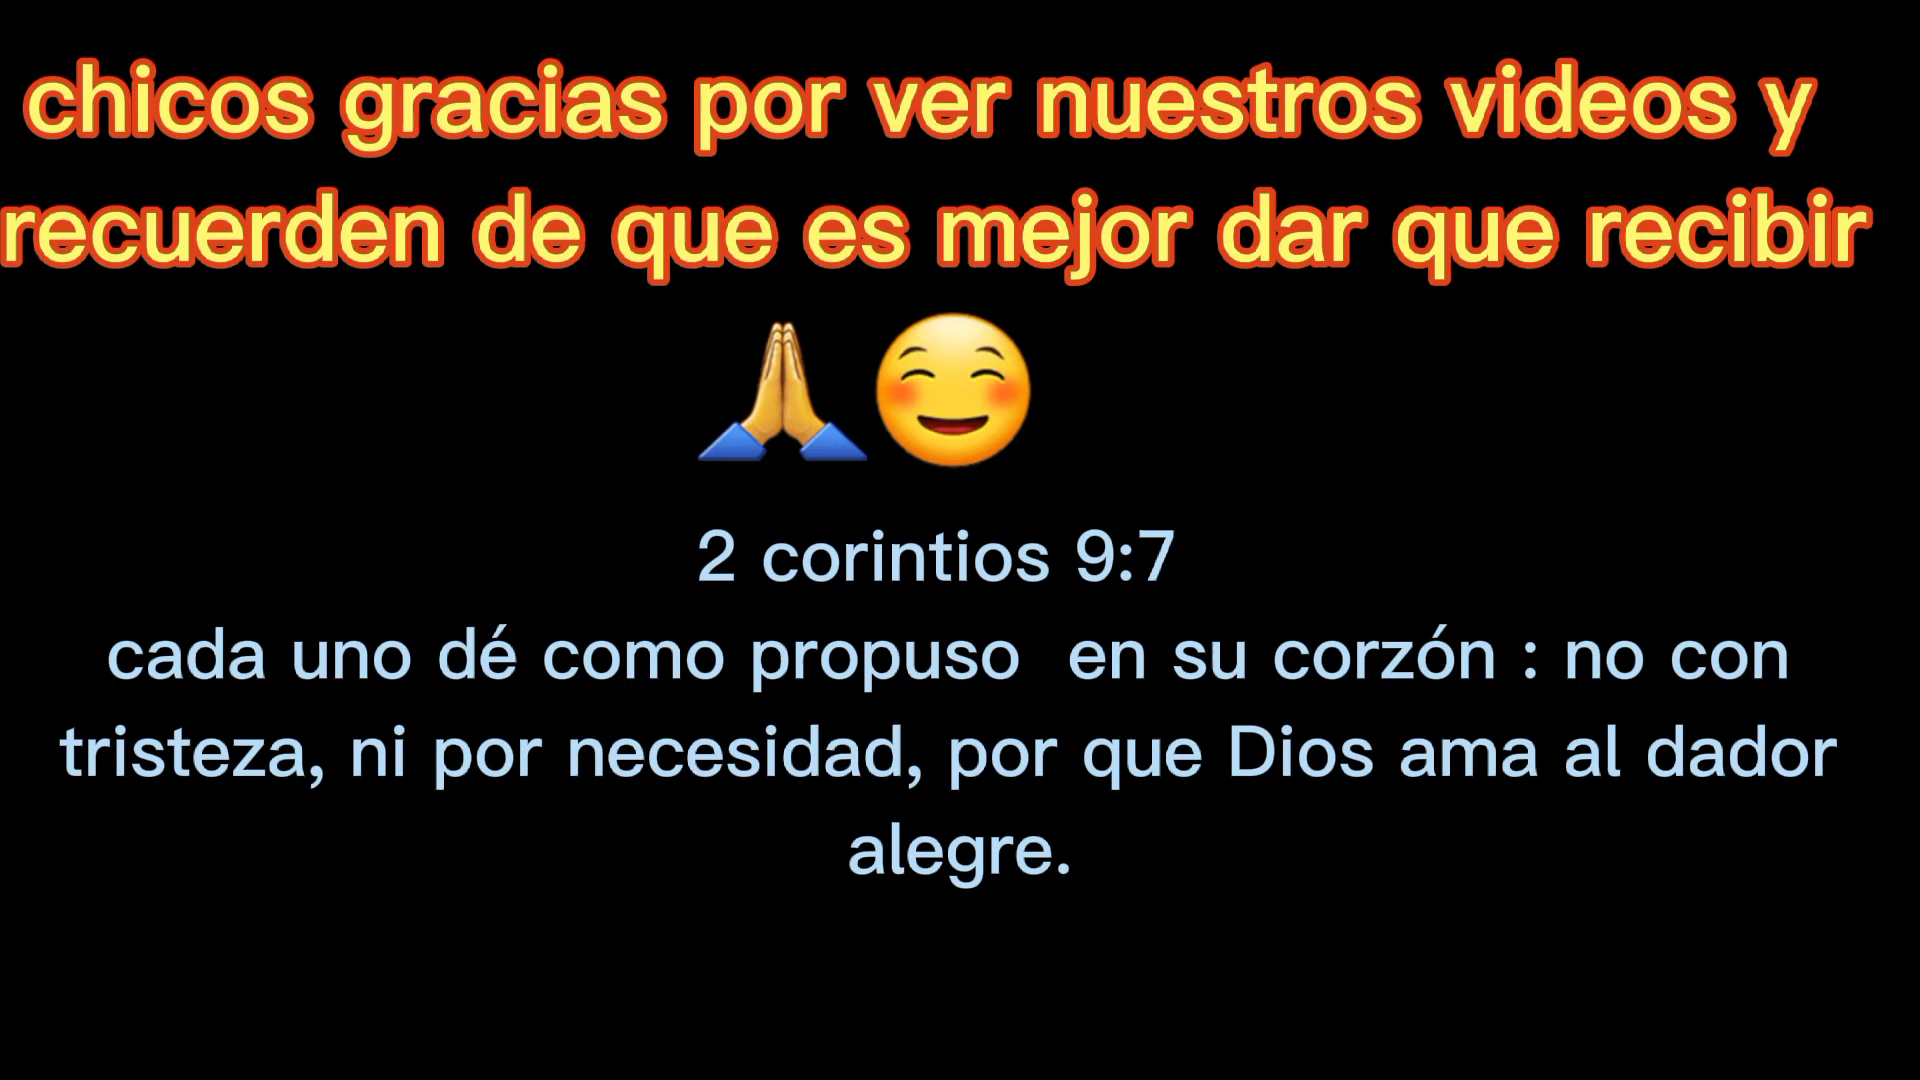 chicos gracias por ver nuestros videos y
recuerden de que es mejor dar que recibir
🙏😊
2 corintios 9:7
cada uno dé como propuso  en su corzón : no con
tristeza, ni por necesidad, por que Dios ama al dador
alegre.